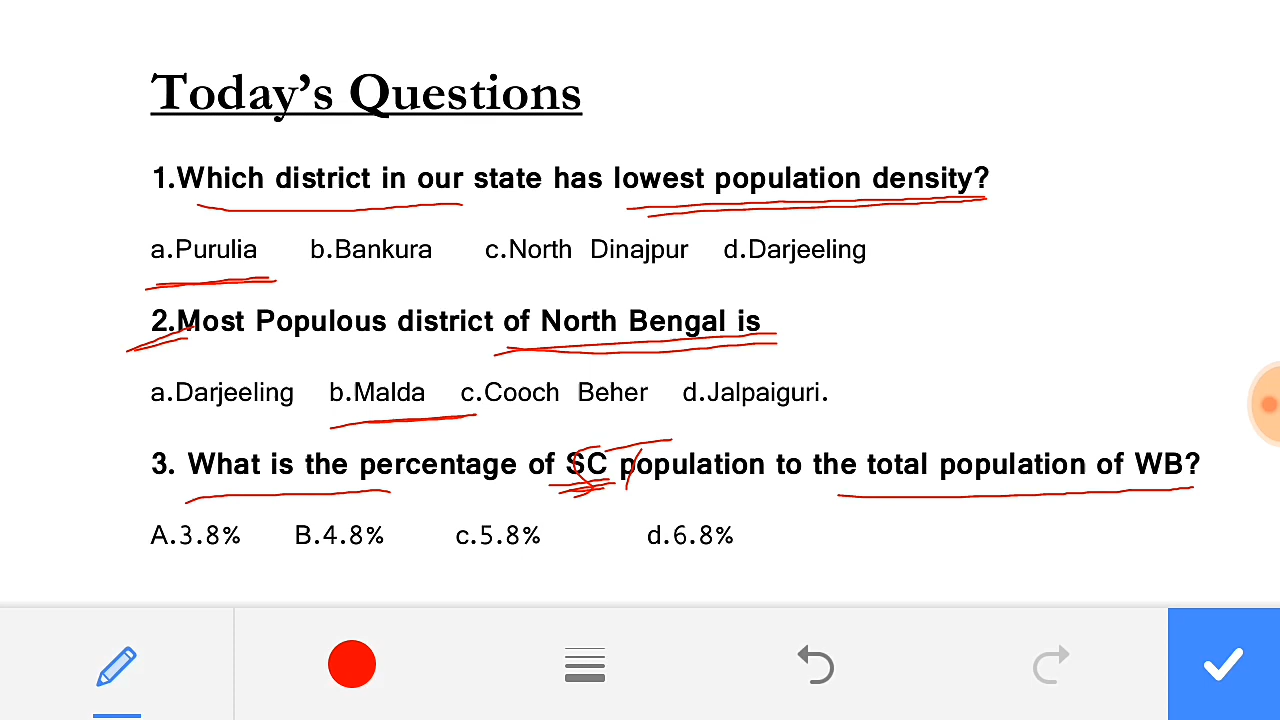 Today's Questions
1.Which district in our state has lowest population density?
a.Purulia b.Bankura c.North Dinajpur d.Darjeeling
2.Most Populous district of North Bengal is
a.Darjeeling b.Malda c.Cooch Beher d.Jalpaiguri.
3. What is the percentage of SC population to the total population of WB?
A.3.8% B.4.8% c.5.8% d.6.8%